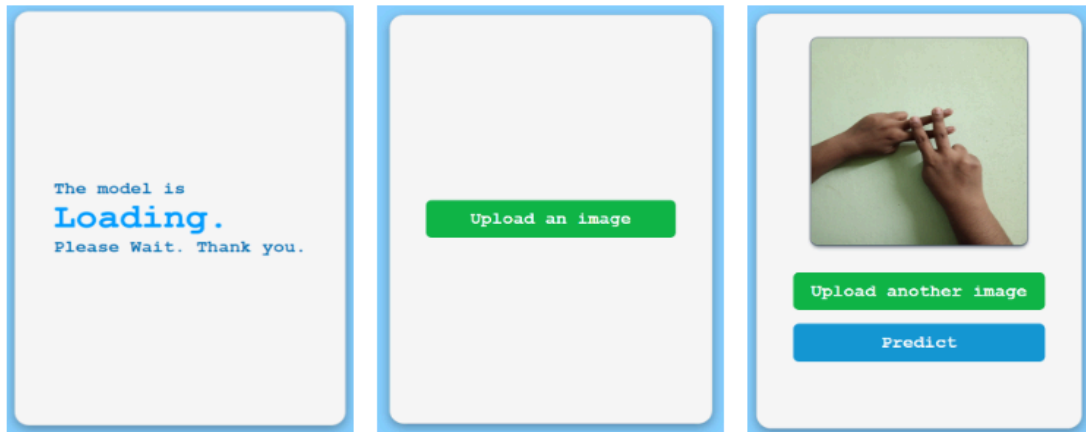 The model is
Loading.
Please Wait. Thank you.
Upload an image
Upload another image
Predict